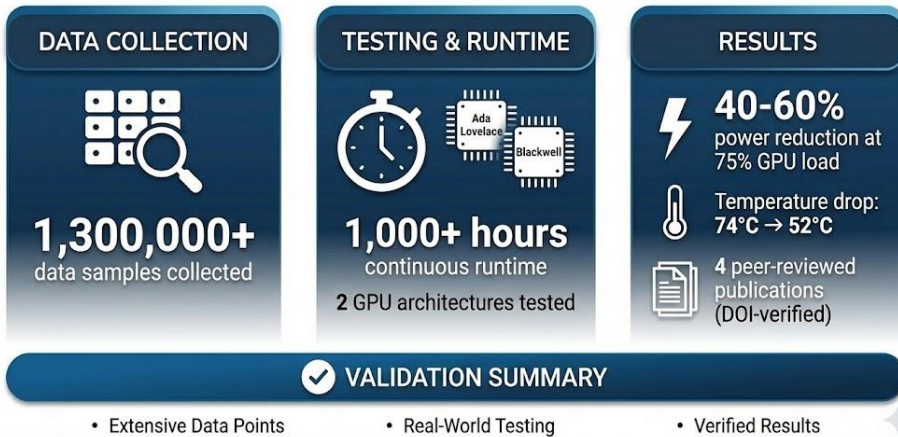 DATA COLLECTION
1,300,000+
data samples collected
TESTING & RUNTIME
Ada
Lovelace
Blackwell
1,000+ hours
continuous runtime
2 GPU architectures tested
RESULTS
40-60%
power reduction at
75% GPU load
Temperature drop:
74°C → 52°C
4 peer-reviewed
publications
(DOI-verified)
VALIDATION SUMMARY
• Extensive Data Points
• Real-World Testing
• Verified Results